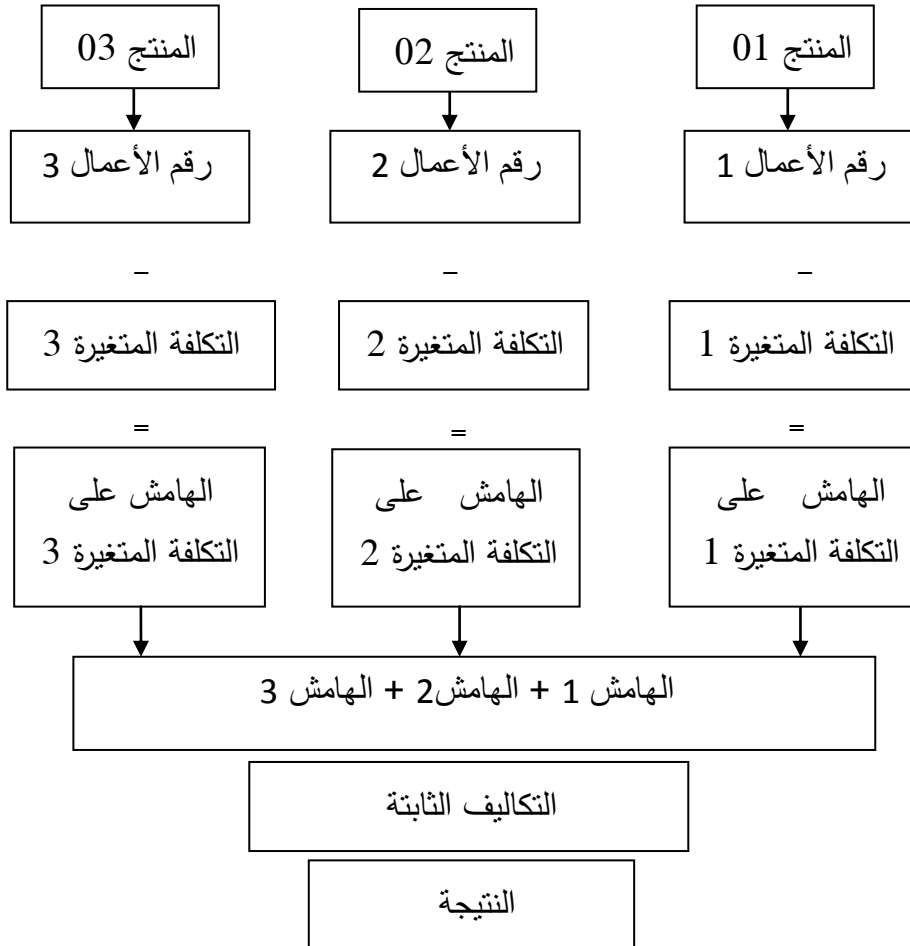 المنتج 01
المنتج 02
المنتج 03
رقم الأعمال 1
رقم الأعمال 2
رقم الأعمال 3
–
–
–
التكلفة المتغيرة 1
التكلفة المتغيرة 2
التكلفة المتغيرة 3
=
=
=
الهامش على
التكلفة المتغيرة 1
الهامش على
التكلفة المتغيرة 2
الهامش على
التكلفة المتغيرة 3
الهامش 1 + الهامش2 + الهامش 3
التكاليف الثابتة
النتيجة